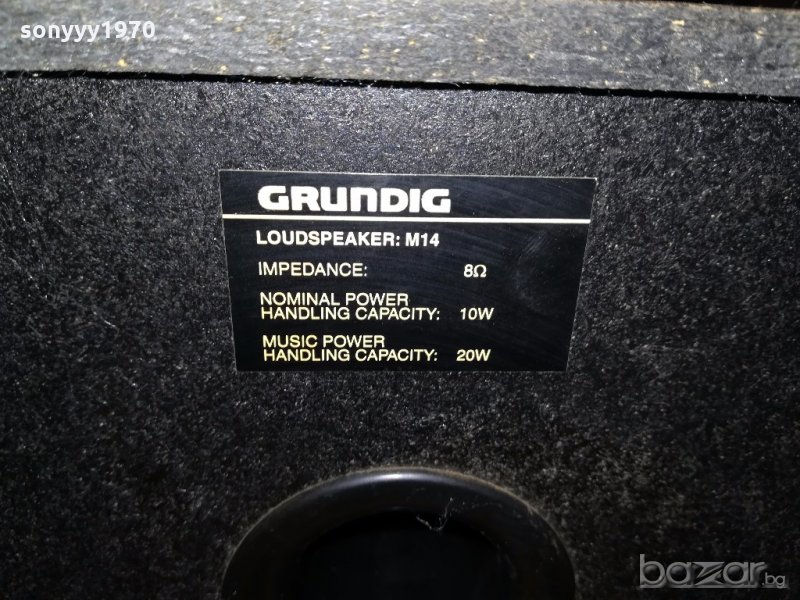 sonyyy1970
GRUNDIG
LOUDSPEAKER: M14
IMPEDANCE: 8Ω
NOMINAL POWER
HANDLING CAPACITY: 10W
MUSIC POWER
HANDLING CAPACITY: 20W
bazar.bg